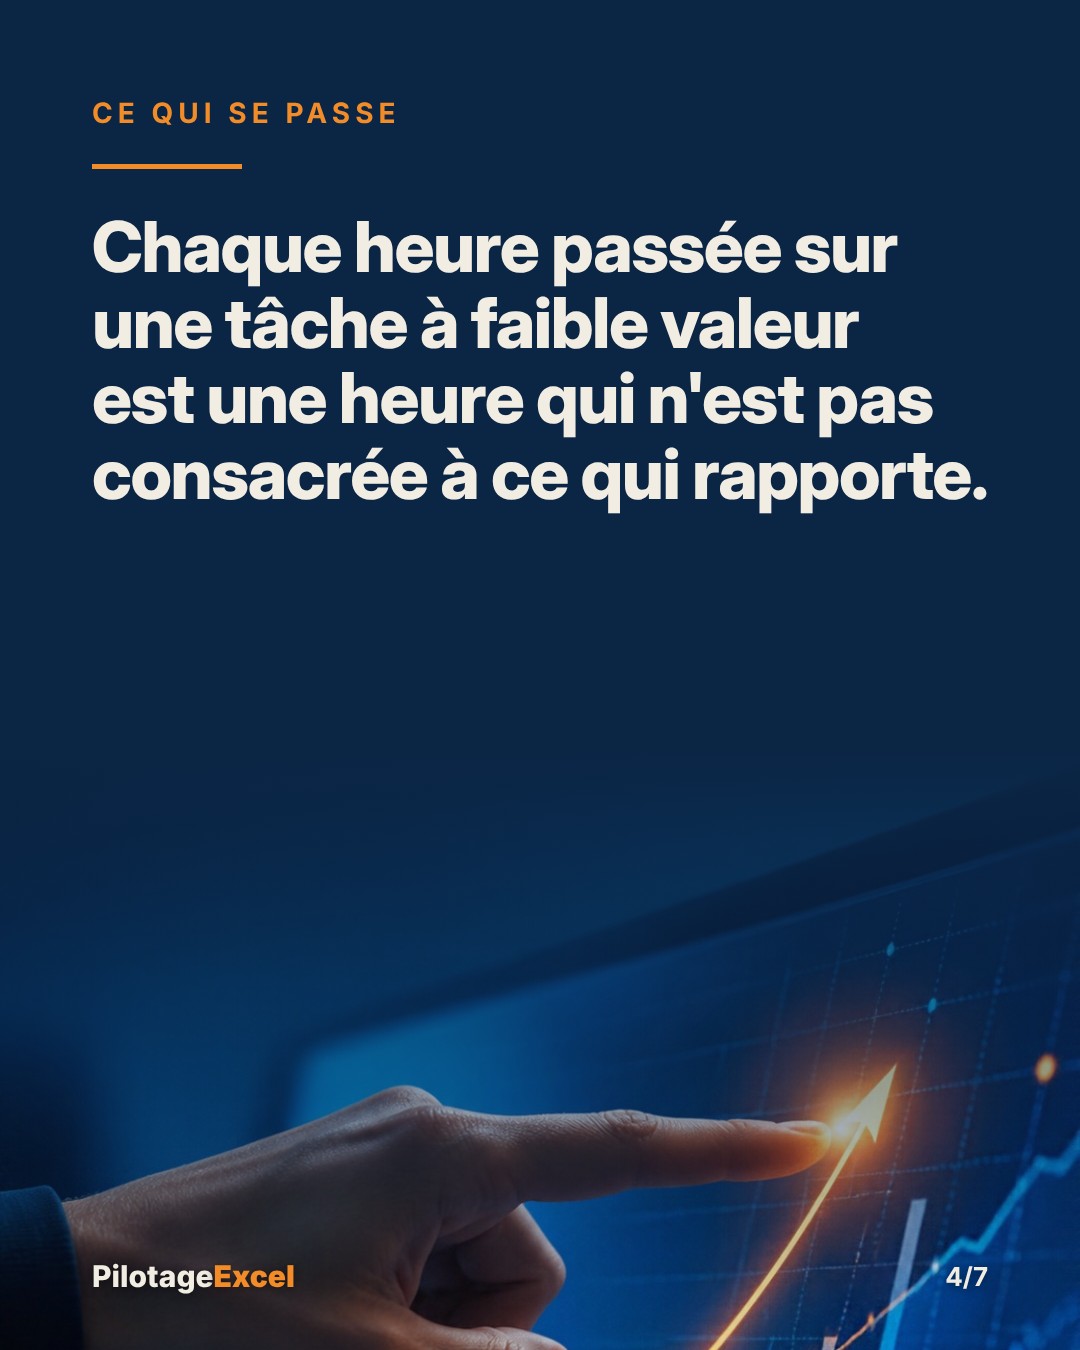 CE QUI SE PASSE
Chaque heure passée sur
une tâche à faible valeur
est une heure qui n'est pas
consacrée à ce qui rapporte.
PilotageExcel
4/7